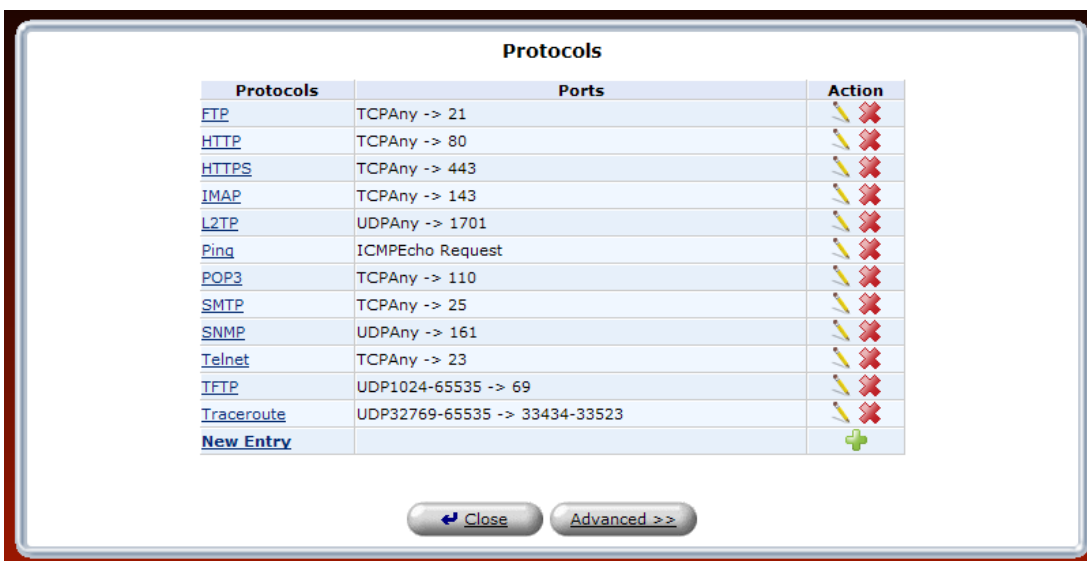 Protocols
Protocols Ports Action
FTP TCPAny -> 21
HTTP TCPAny -> 80
HTTPS TCPAny -> 443
IMAP TCPAny -> 143
L2TP UDPAny -> 1701
Ping ICMPEcho Request
POP3 TCPAny -> 110
SMTP TCPAny -> 25
SNMP UDPAny -> 161
Telnet TCPAny -> 23
TFTP UDP1024-65535 -> 69
Traceroute UDP32769-65535 -> 33434-33523
New Entry
Close Advanced >>